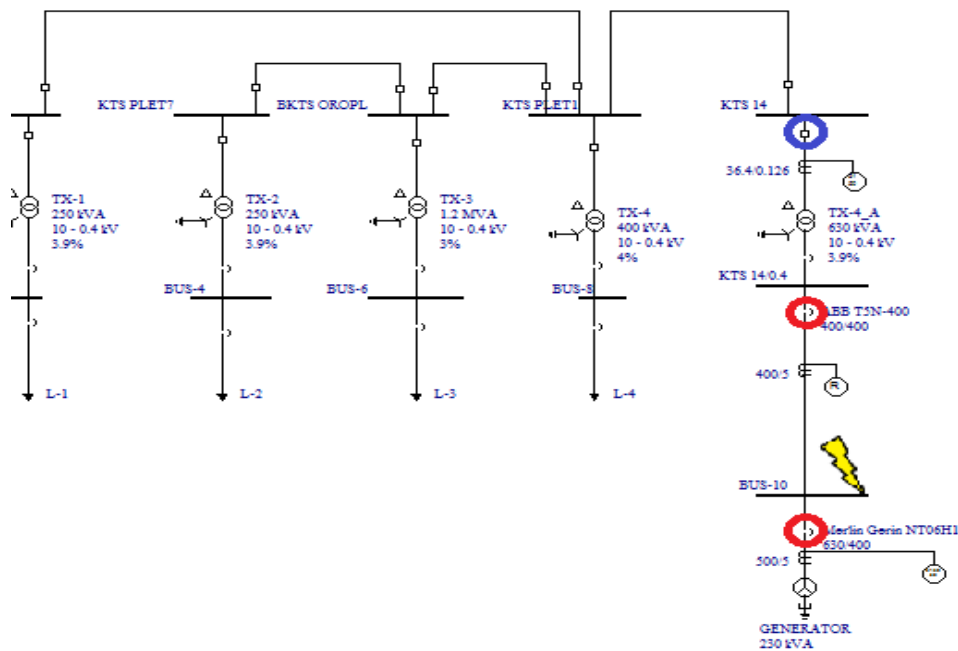 KTS PLET7
BKTS OROPL
KTS PLET1
KTS 14
36.4/0.126
TX-1
250 kVA
10 - 0.4 kV
3.9%
TX-2
250 kVA
10 - 0.4 kV
3.9%
TX-3
1.2 MVA
10 - 0.4 kV
3%
TX-4
400 kVA
10 - 0.4 kV
4%
TX-4_A
630 kVA
10 - 0.4 kV
3.9%
BUS-4
BUS-6
BUS-8
KTS 14/0.4
ABB T5N-400
400/400
400/5
R
L-1
L-2
L-3
L-4
BUS-10
Merlin Gerin NT06H1
630/400
500/5
GENERATOR
230 kVA